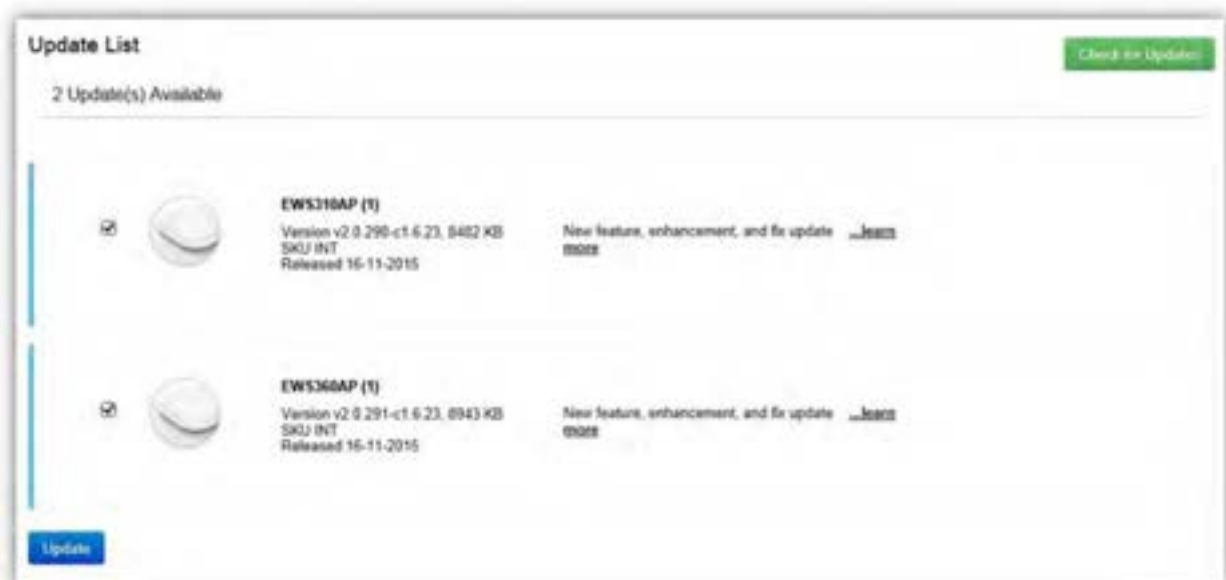 Update List
Check for Updates
2 Update(s) Available
EWS310AP (1)
Version v2.0.290-c1.6.23, 8482 KB
SKU INT
Released 16-11-2015
New feature, enhancement, and fix update ...learn
more
EWS360AP (1)
Version v2.0.291-c1.6.23, 8943 KB
SKU INT
Released 16-11-2015
New feature, enhancement, and fix update ...learn
more
Update